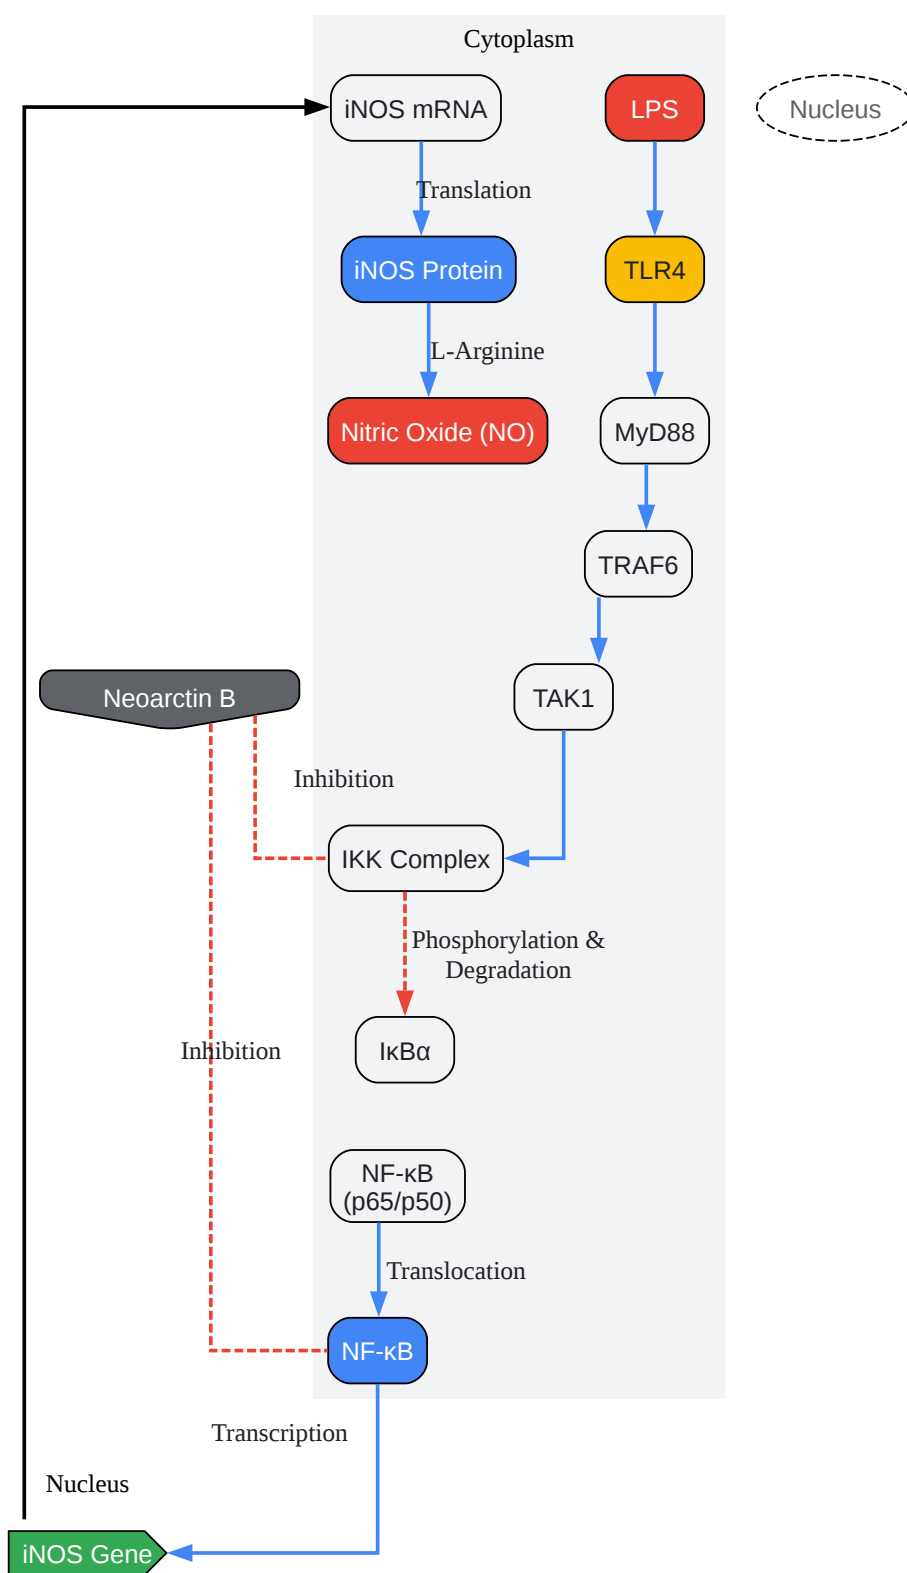 Cytoplasm
iNOS mRNA
LPS
Nucleus
Translation
iNOS Protein
TLR4
L-Arginine
Nitric Oxide (NO)
MyD88
TRAF6
Neoarctin B
TAK1
Inhibition
IKK Complex
Phosphorylation &
Degradation
Inhibition
IκBα
NF-κB
(p65/p50)
Translocation
NF-κB
Transcription
Nucleus
iNOS Gene